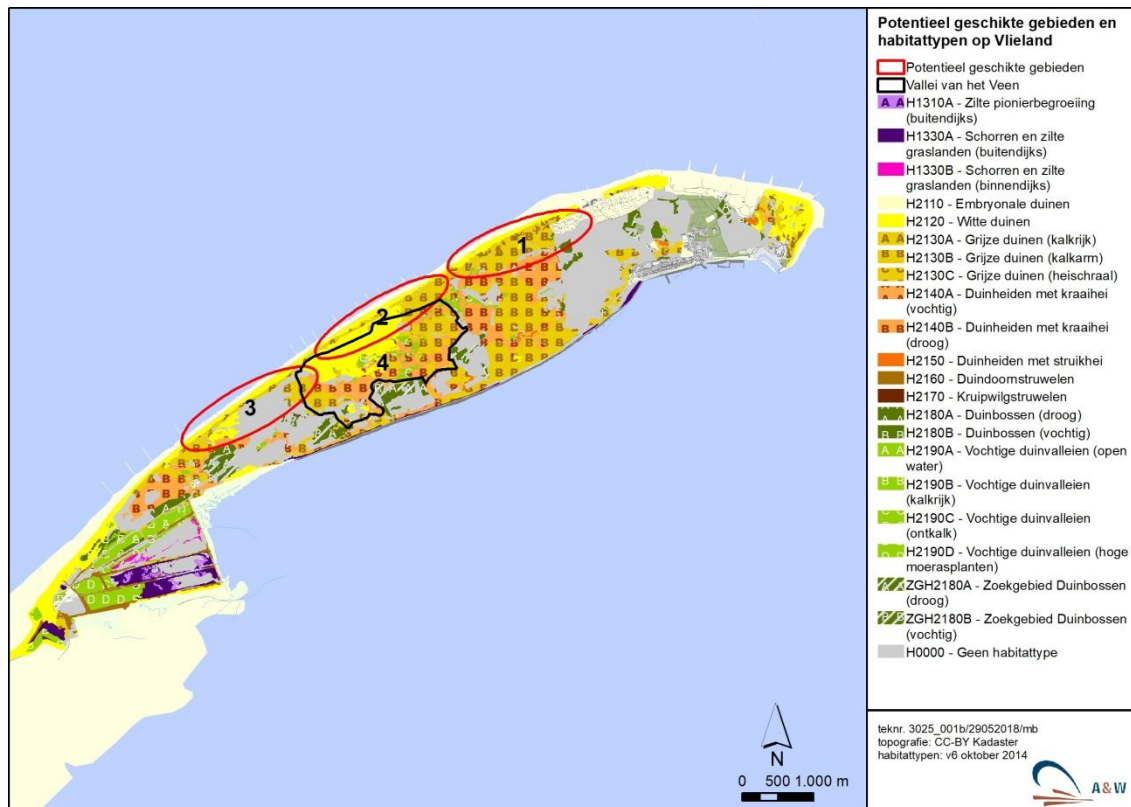 Potentieel geschikte gebieden en
habitattypen op Vlieland
Potentieel geschikte gebieden
Vallei van het Veen
A A H1310A - Zilte pionierbegroeiing
(buitendijks)
H1330A - Schorren en zilte
graslanden (buitendijks)
H1330B - Schorren en zilte
graslanden (binnendijks)
H2110 - Embryonale duinen
H2120 - Witte duinen
A A H2130A - Grijze duinen (kalkrijk)
B B H2130B - Grijze duinen (kalkarm)
C C H2130C - Grijze duinen (heischraal)
A A H2140A - Duinheiden met kraaihei
(vochtig)
B B H2140B - Duinheiden met kraaihei
(droog)
H2150 - Duinheiden met struikhei
H2160 - Duindoornstruwelen
H2170 - Kruipwilgstruwelen
A A H2180A - Duinbossen (droog)
B B H2180B - Duinbossen (vochtig)
A A H2190A - Vochtige duinvalleien (open
water)
B B H2190B - Vochtige duinvalleien
(kalkrijk)
C C H2190C - Vochtige duinvalleien
(ontkalk)
D D H2190D - Vochtige duinvalleien (hoge
moerasplanten)
A A ZGH2180A - Zoekgebied Duinbossen
(droog)
B B ZGH2180B - Zoekgebied Duinbossen
(vochtig)
H0000 - Geen habitattype
1
2
4
3
N
0 500 1.000 m
teknr. 3025_001b/29052018/mb
topografie: CC-BY Kadaster
habitattypen: v6 oktober 2014
A&W